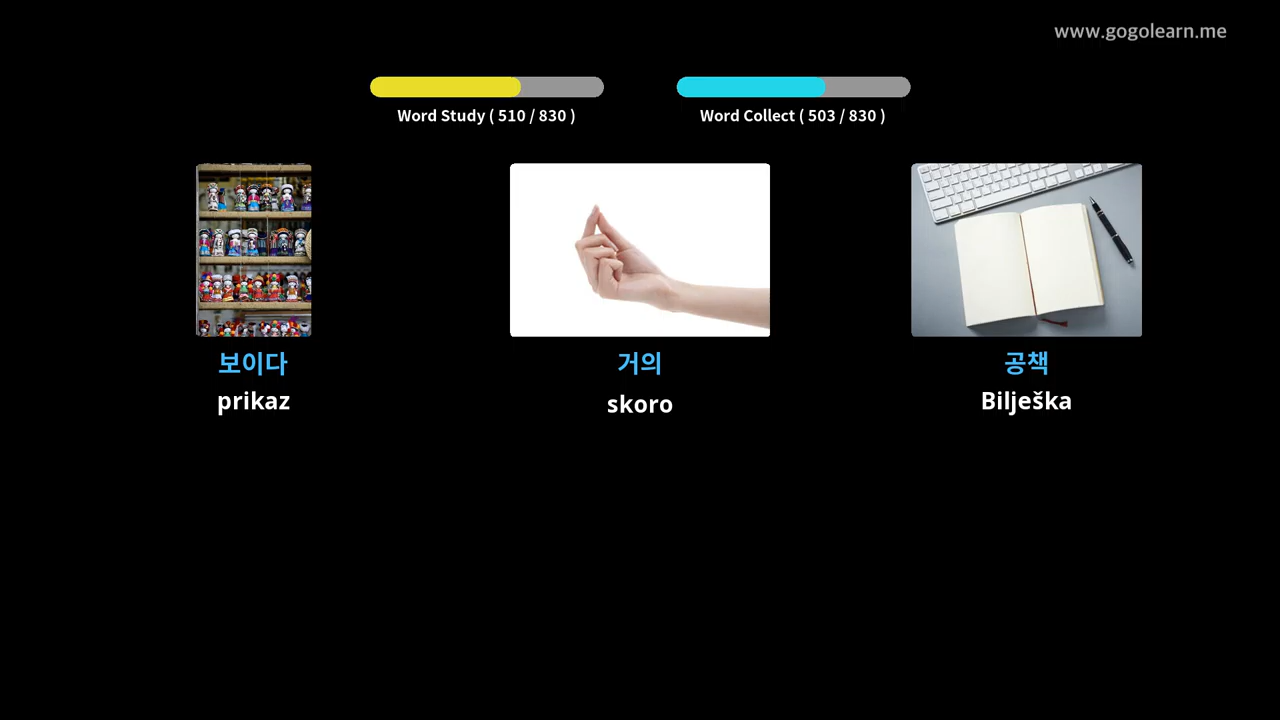 www.gogolearn.me
Word Study ( 510 / 830 )
Word Collect ( 503 / 830 )
보이다
거의
공책
prikaz
skoro
Bilješka